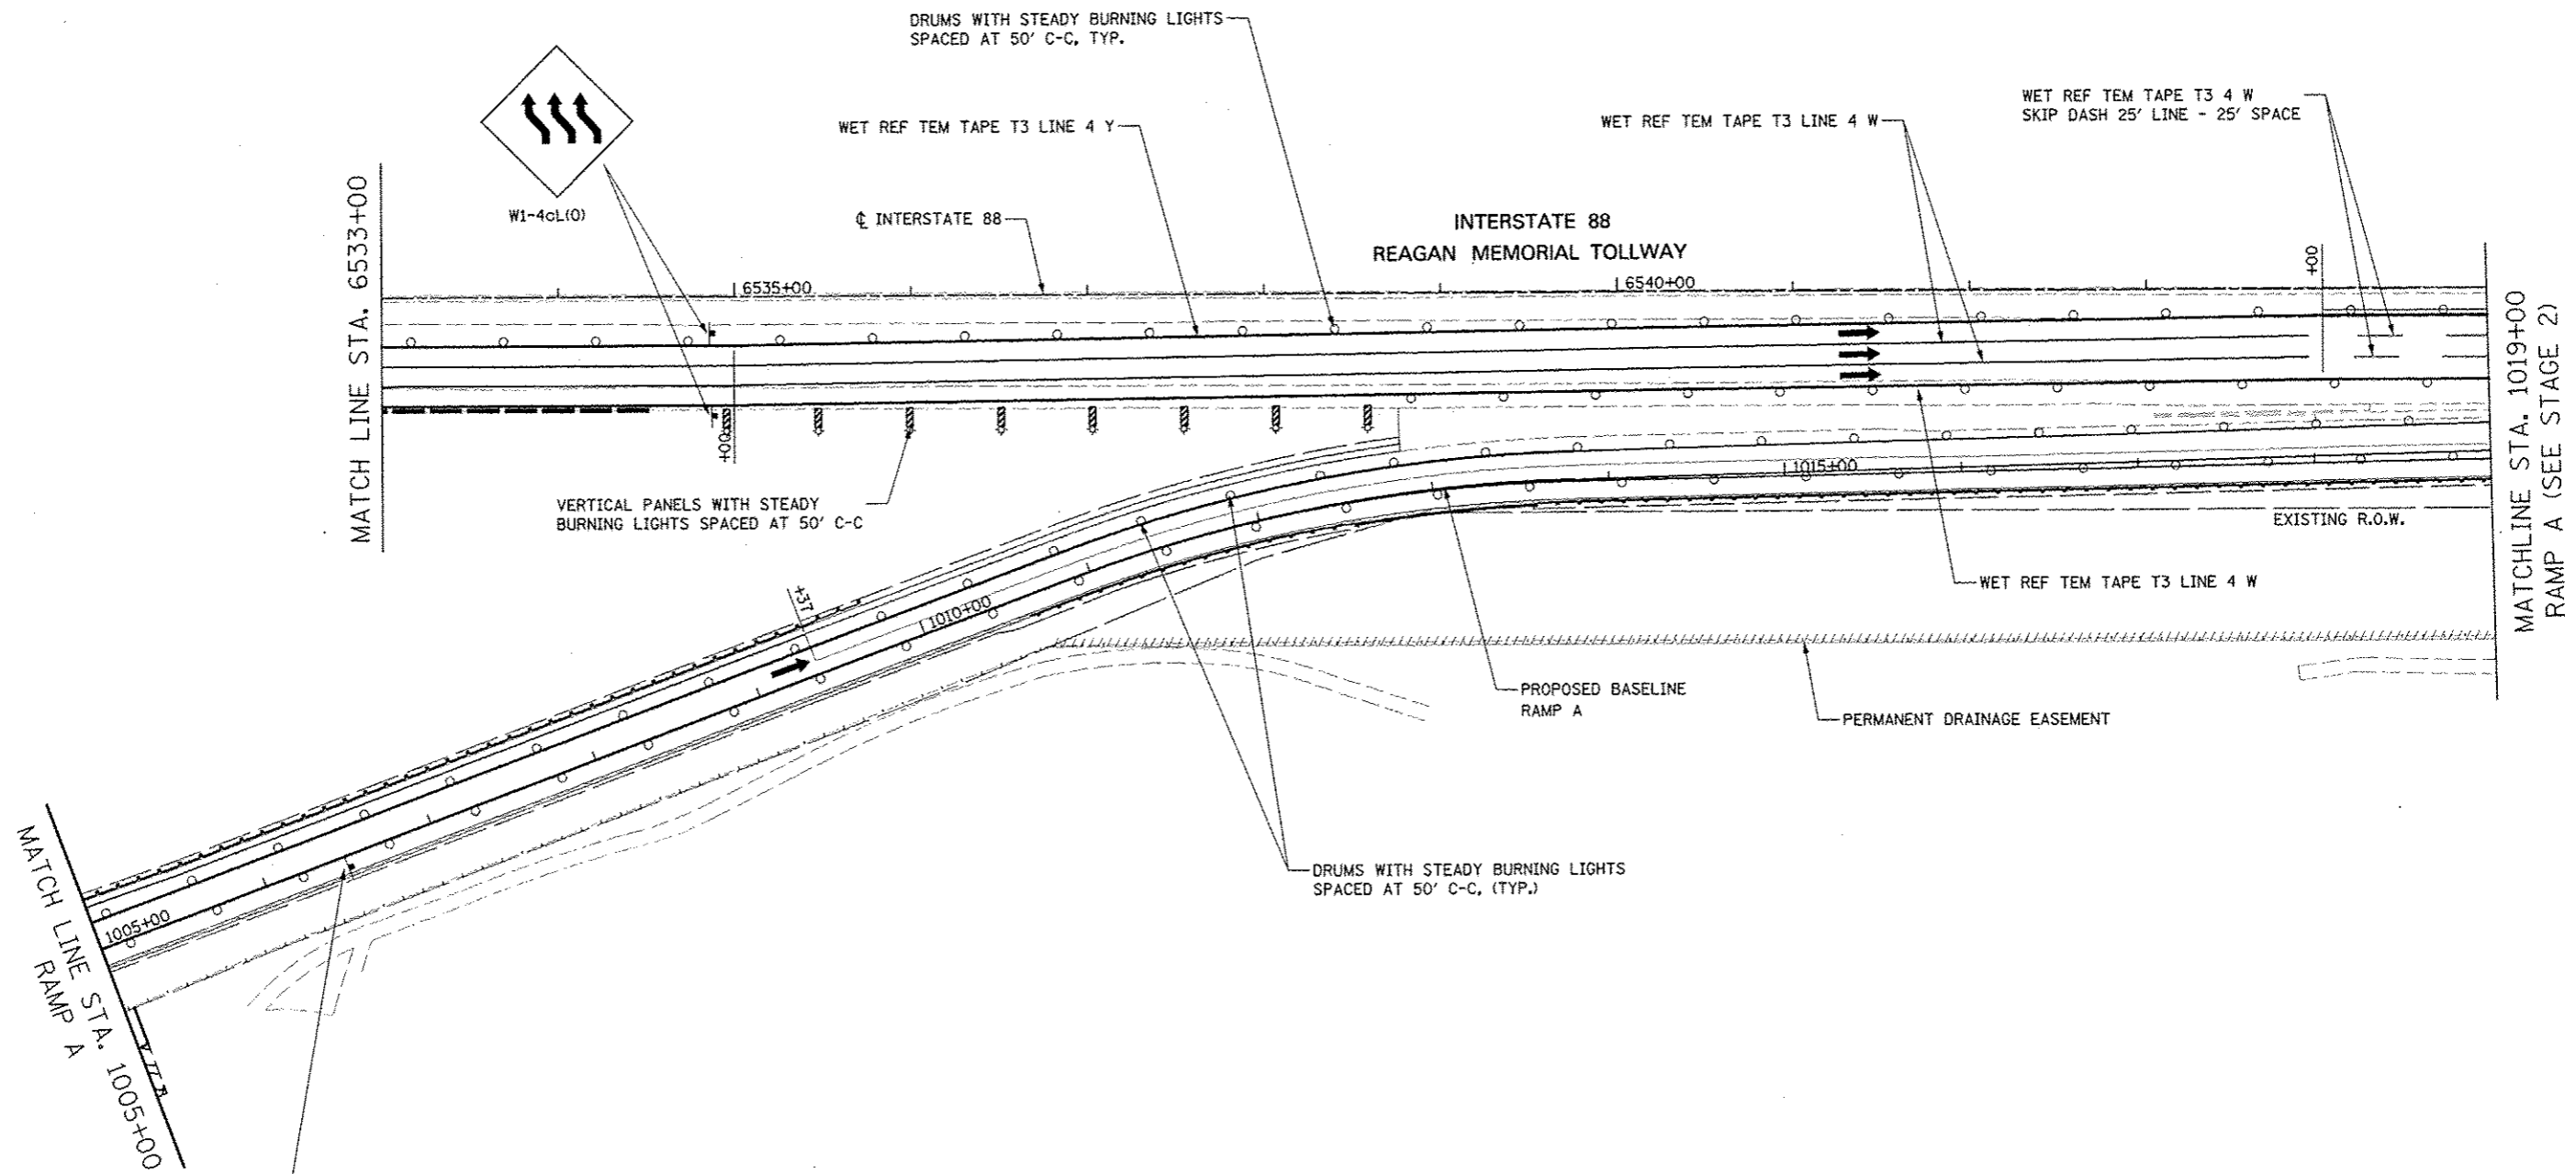 DRUMS WITH STEADY BURNING LIGHTS
SPACED AT 50' C-C, TYP.
WET REF TEM TAPE T3 LINE 4 Y
WET REF TEM TAPE T3 LINE 4 W
WET REF TEM TAPE T3 4 W
SKIP DASH 25' LINE - 25' SPACE
W1-4cL(O)
℄ INTERSTATE 88
INTERSTATE 88
REAGAN MEMORIAL TOLLWAY
MATCH LINE STA. 6533+00
6535+00
6540+00
+00
+00
VERTICAL PANELS WITH STEADY
BURNING LIGHTS SPACED AT 50' C-C
1015+00
EXISTING R.O.W.
MATCHLINE STA. 1019+00
RAMP A (SEE STAGE 2)
WET REF TEM TAPE T3 LINE 4 W
+37
1010+00
PROPOSED BASELINE
RAMP A
PERMANENT DRAINAGE EASEMENT
DRUMS WITH STEADY BURNING LIGHTS
SPACED AT 50' C-C, (TYP.)
1005+00
MATCH LINE STA. 1005+00
RAMP A